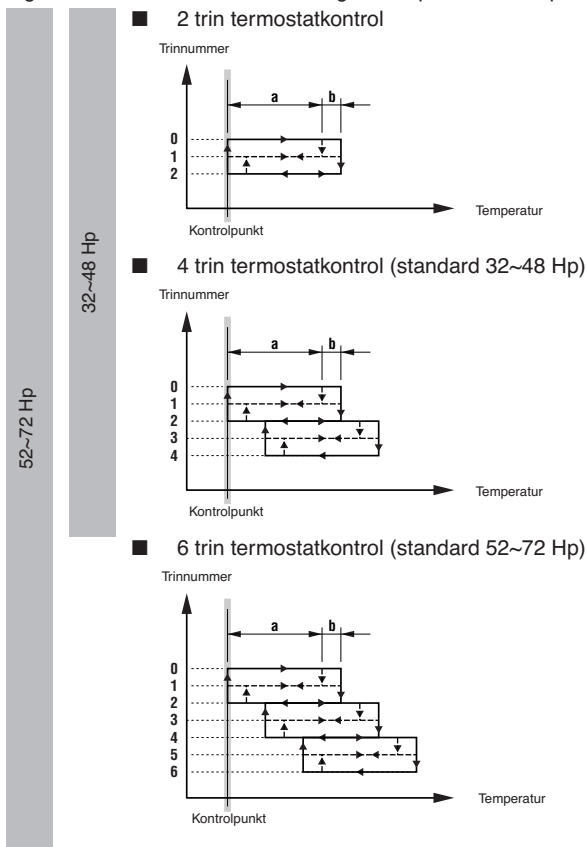 52~72 Hp
32~48 Hp
■ 2 trin termostatkontrol
Trinnummer
a b
0
1
2
Temperatur
Kontrolpunkt
■ 4 trin termostatkontrol (standard 32~48 Hp)
Trinnummer
a b
0
1
2
3
4
Temperatur
Kontrolpunkt
■ 6 trin termostatkontrol (standard 52~72 Hp)
Trinnummer
a b
0
1
2
3
4
5
6
Temperatur
Kontrolpunkt